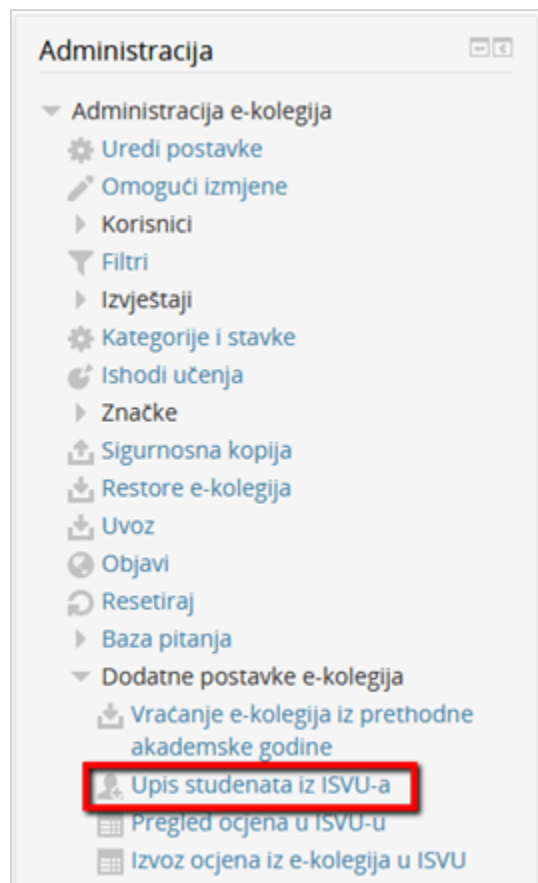 Administracija
Administracija e-kolegija
Uredi postavke
Omogući izmjene
Korisnici
Filtri
Izvještaji
Kategorije i stavke
Ishodi učenja
Značke
Sigurnosna kopija
Restore e-kolegija
Uvoz
Objavi
Resetiraj
Baza pitanja
Dodatne postavke e-kolegija
Vraćanje e-kolegija iz prethodne
akademske godine
Upis studenata iz ISVU-a
Pregled ocjena u ISVU-u
Izvoz ocjena iz e-kolegija u ISVU